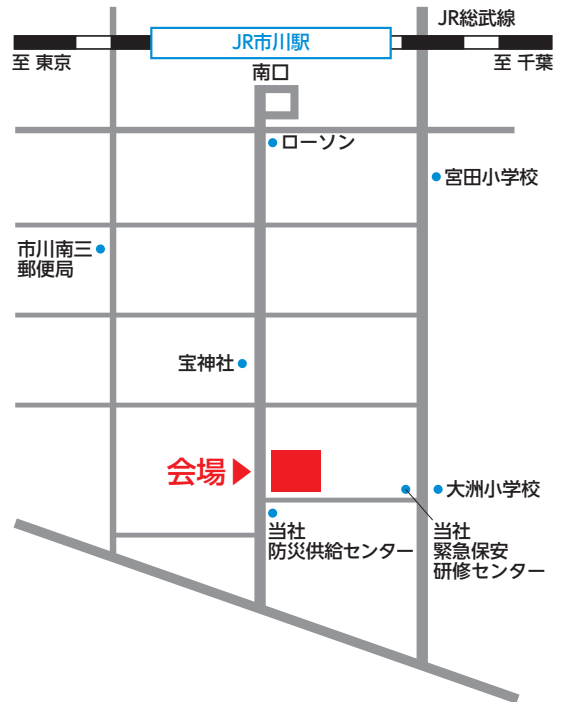 JR総武線
JR市川駅
至 東京
至 千葉
南口
ローソン
宮田小学校
市川南三
郵便局
宝神社
会場
大洲小学校
当社
防災供給センター
当社
緊急保安
研修センター